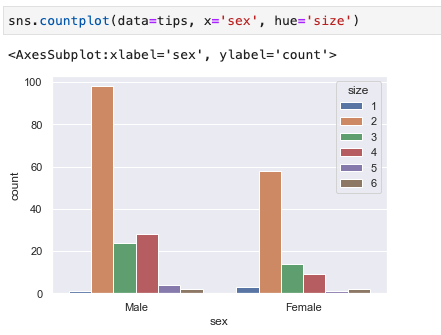 sns.countplot(data=tips, x='sex', hue='size')
<AxesSubplot:xlabel='sex', ylabel='count'>
size
1
2
3
4
5
6
100
80
60
40
20
0
count
Male Female
sex